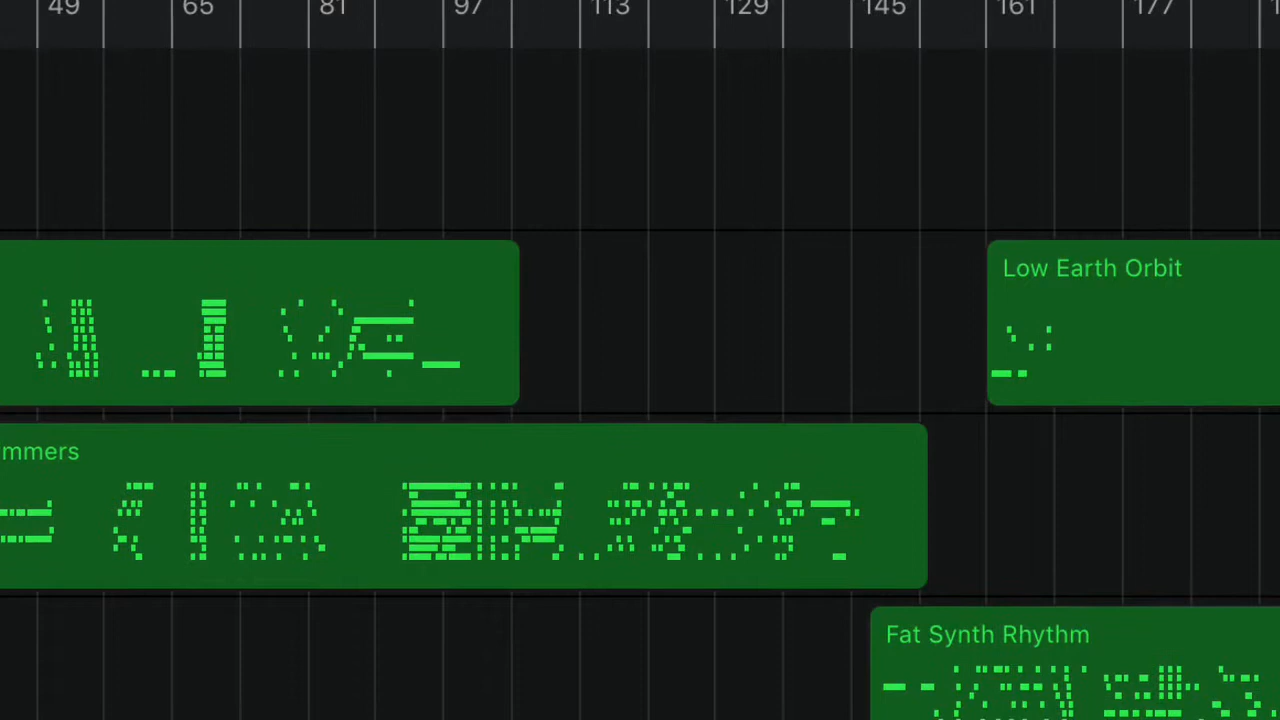 49 65 81 97 113 129 145 161 177
Low Earth Orbit
mmers
Fat Synth Rhythm